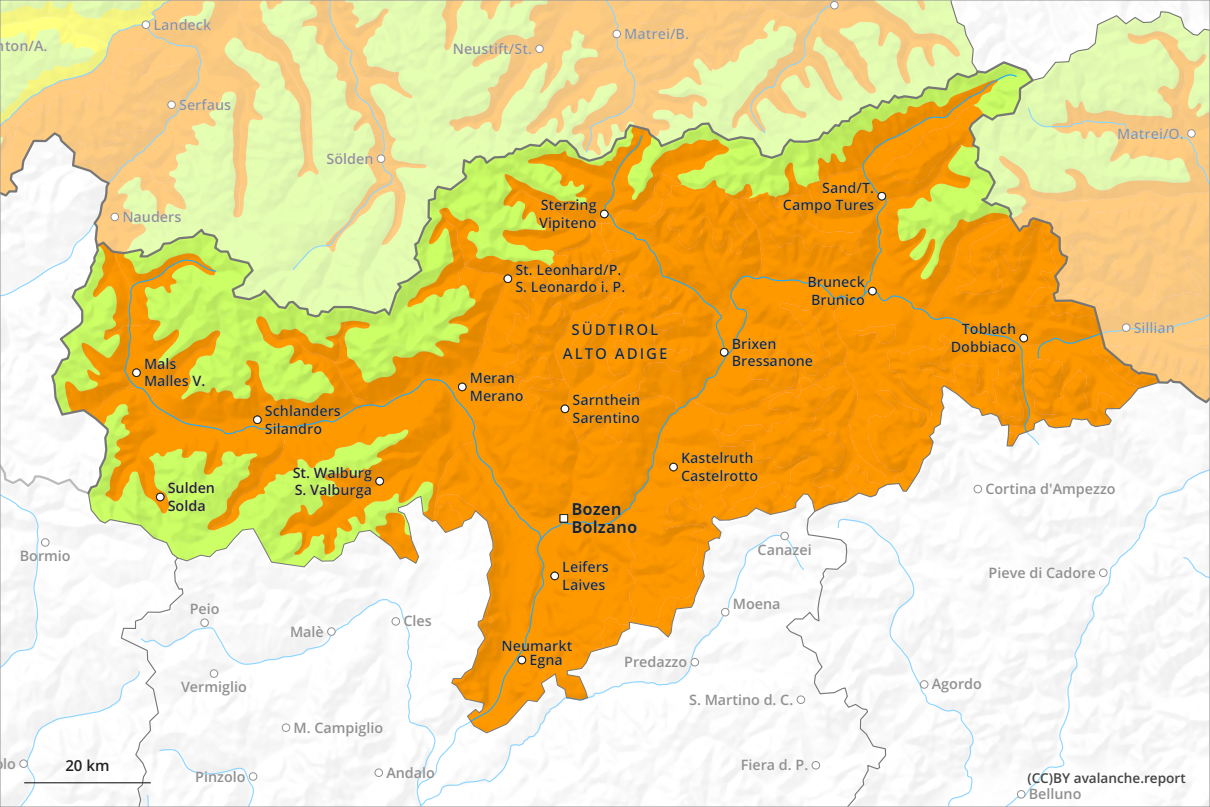 Landeck
nton/A.
Neustift/St.
Matrei/B.
Serfaus
Matrei/O.
Sölden
Nauders
Sand/T.
Campo Tures
Sterzing
Vipiteno
St. Leonhard/P.
S. Leonardo i. P.
Bruneck
Brunico
SÜDTIROL
ALTO ADIGE
Toblach
Dobbiaco
Sillian
Brixen
Bressanone
Mals
Malles V.
Meran
Merano
Sarnthein
Sarentino
Schlanders
Silandro
Kastelruth
Castelrotto
St. Walburg
S. Valburga
Sulden
Solda
Cortina d'Ampezzo
Bozen
Bolzano
Bormio
Canazei
Leifers
Laives
Pieve di Cadore
Peio
Moena
Cles
Malè
Neumarkt
Egna
Predazzo
Vermiglio
Agordo
S. Martino d. C.
M. Campiglio
20 km
olo
Pinzolo
Andalo
Fiera d. P.
(CC)BY avalanche.report
Belluno